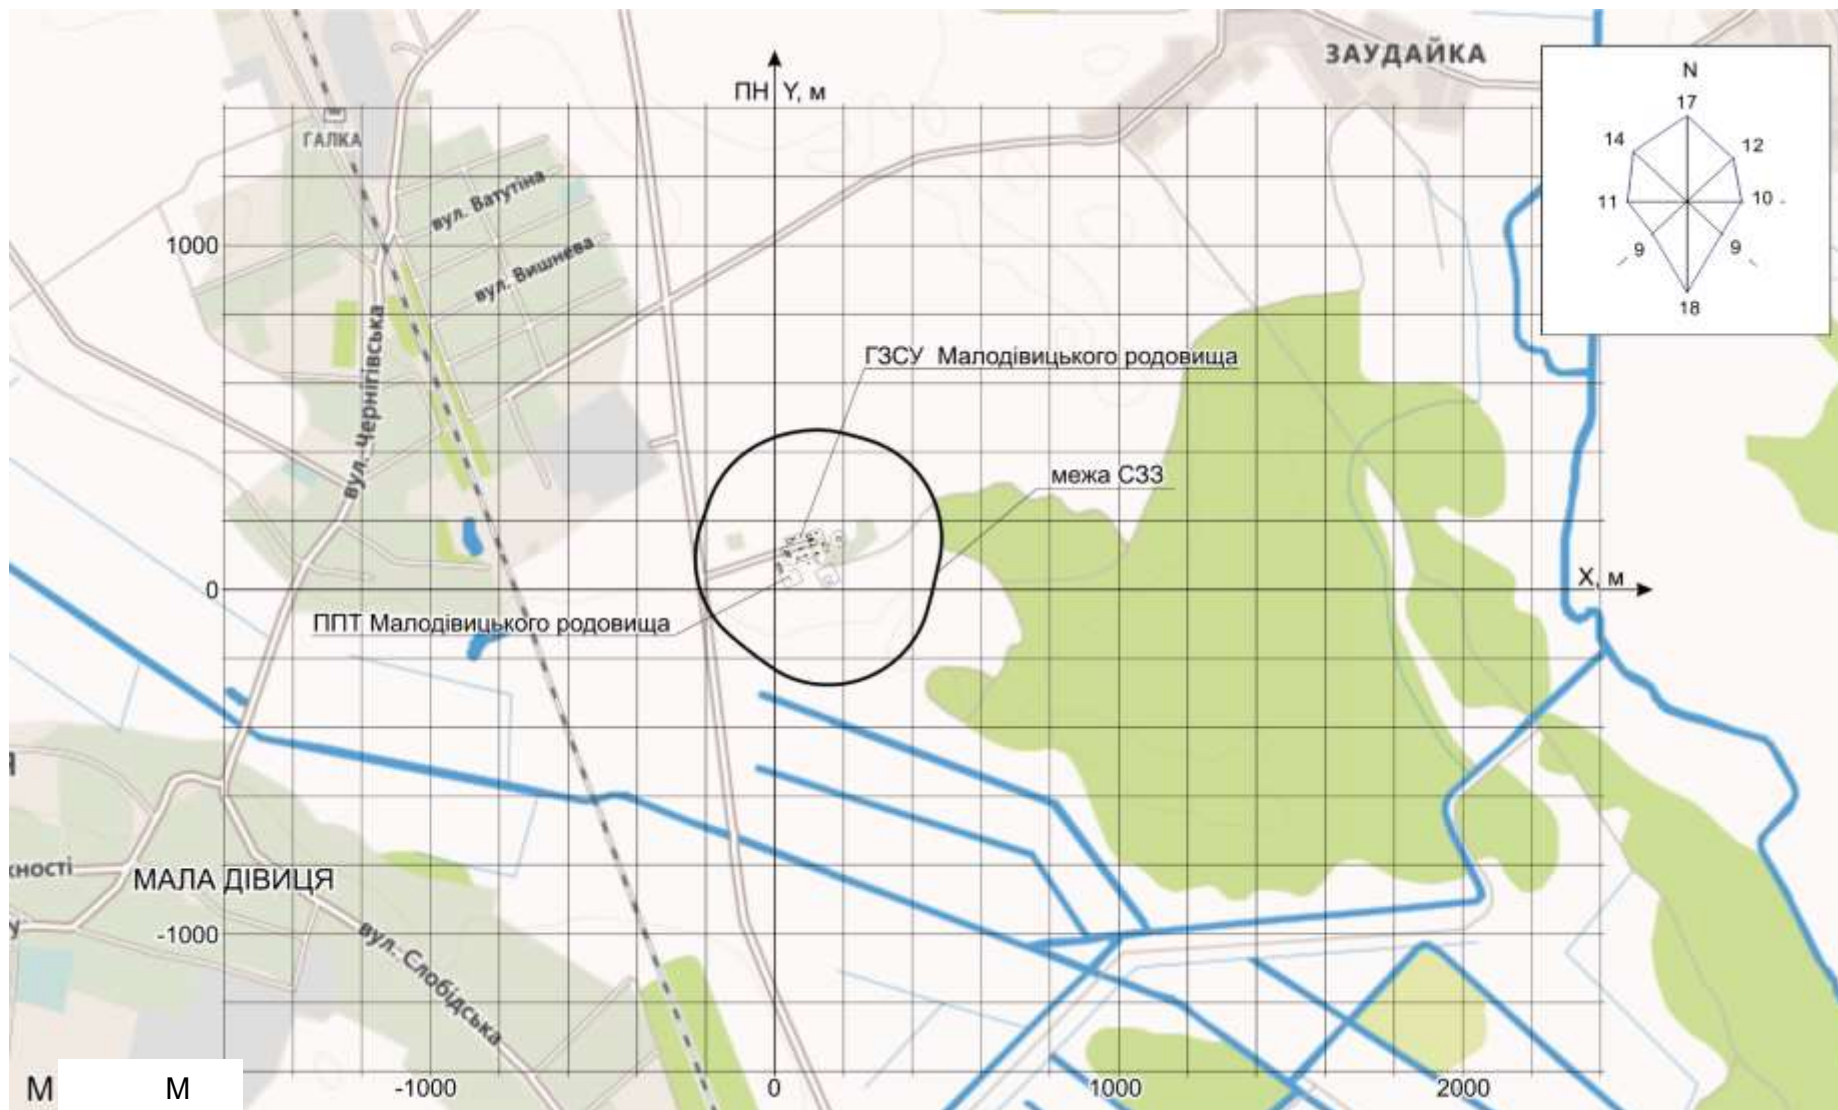 ЗАУДАЙКА
N
17
14
12
11
10
9
9
18
ПН Y, м
ГАЛКА
вул. Ватутіна
вул. Вишнева
1000
вул. Чернігівська
ГЗСУ Малодівицького родовища
межа СЗЗ
0
X, м
ППТ Малодівицького родовища
МАЛА ДІВИЦЯ
-1000
вул. Слобідська
-1000
0
1000
2000
М
М